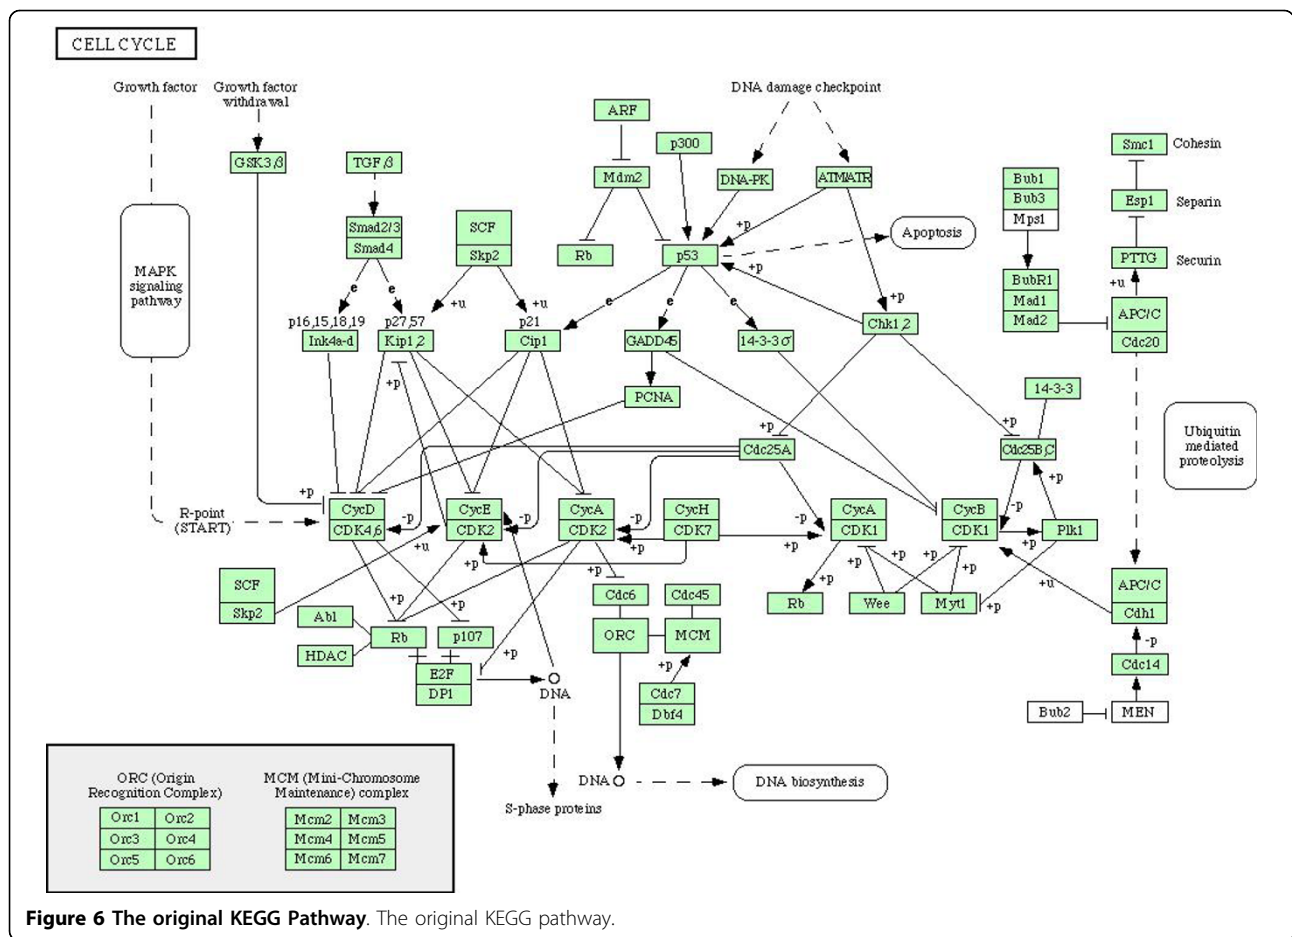 CELL CYCLE
Growth factor
Growth factor
withdrawal
DNA damage checkpoint
ARF
p300
Smc1
Cohesin
GSK3β
TGFβ
Mdm2
DNA-PK
ATM/ATR
Bub1
Bub3
Mps1
Esp1
Separin
MAPK
signaling
pathway
Smad2/3
Smad4
SCF
Skp2
Rb
p53
+p
Apoptosis
+p
PTTG
Securin
BubR1
Mad1
Mad2
+u
e
e
+u
+u
e
e
e
+p
APC/C
Cdc20
p16,15,18,19
Ink4a-d
p27,57
Kip1,2
p21
Cip1
GADD45
14-3-3σ
Chk1,2
+p
PCNA
14-3-3
+p
Cdc25A
+p
Cdc25B,C
Ubiquitin
mediated
proteolysis
+p
+p
R-point
(START)
CycD
CDK4,6
-p
CycE
CDK2
-p
CycA
CDK2
-p
CycH
CDK7
-p
CycA
CDK1
CycB
CDK1
-p
Plk1
+u
+p
+p
+p
+p
+p
+p
+p
+p
+p
+u
SCF
Skp2
Cdc6
Cdc45
Rb
Wee
Myt1
+p
APC/C
Cdh1
+p
+p
Abl
HDAC
Rb
p107
ORC
MCM
-p
+p
+p
Cdc14
E2F
DP1
DNA
Cdc7
Dbf4
Bub2
MEN
DNA
DNA biosynthesis
S-phase proteins
ORC (Origin
Recognition Complex)
Orc1
Orc2
Orc3
Orc4
Orc5
Orc6
MCM (Mini-Chromosome
Maintenance) complex
Mcm2
Mcm3
Mcm4
Mcm5
Mcm6
Mcm7
Figure 6 The original KEGG Pathway. The original KEGG pathway.